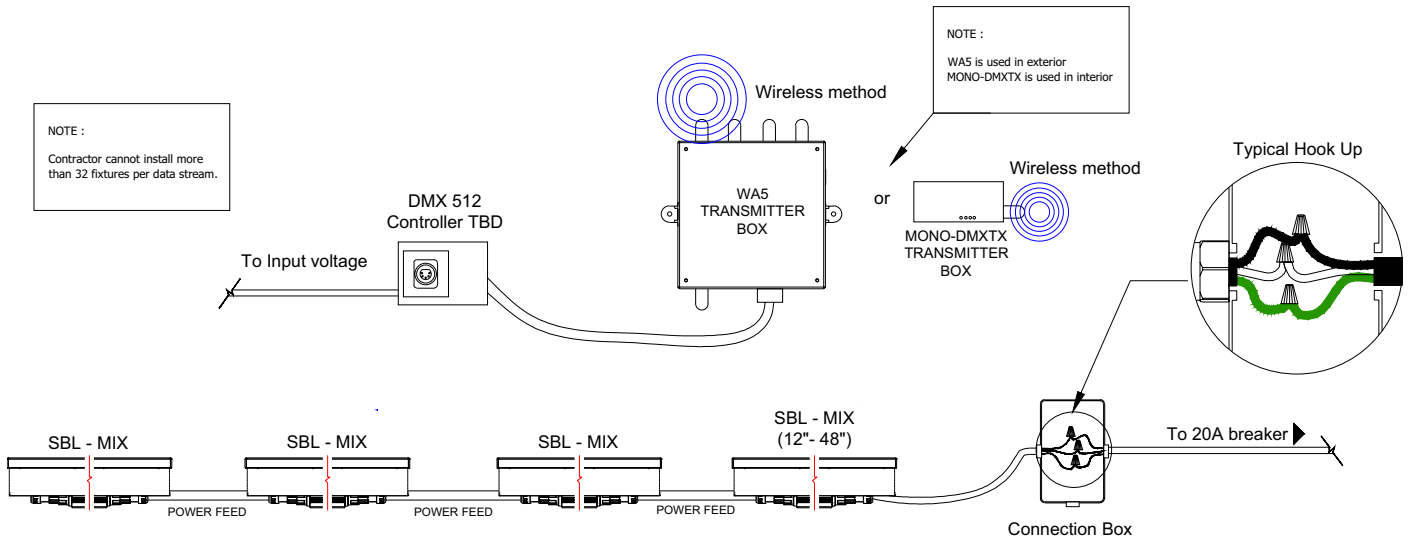 NOTE :
WA5 is used in exterior
MONO-DMXTX is used in interior
Wireless method
NOTE :
Contractor cannot install more
than 32 fixtures per data stream.
Typical Hook Up
Wireless method
DMX 512
Controller TBD
WA5
TRANSMITTER
BOX
or
MONO-DMXTX
TRANSMITTER
BOX
To Input voltage
SBL - MIX
SBL - MIX
SBL - MIX
SBL - MIX
(12"- 48")
To 20A breaker
POWER FEED
POWER FEED
POWER FEED
Connection Box